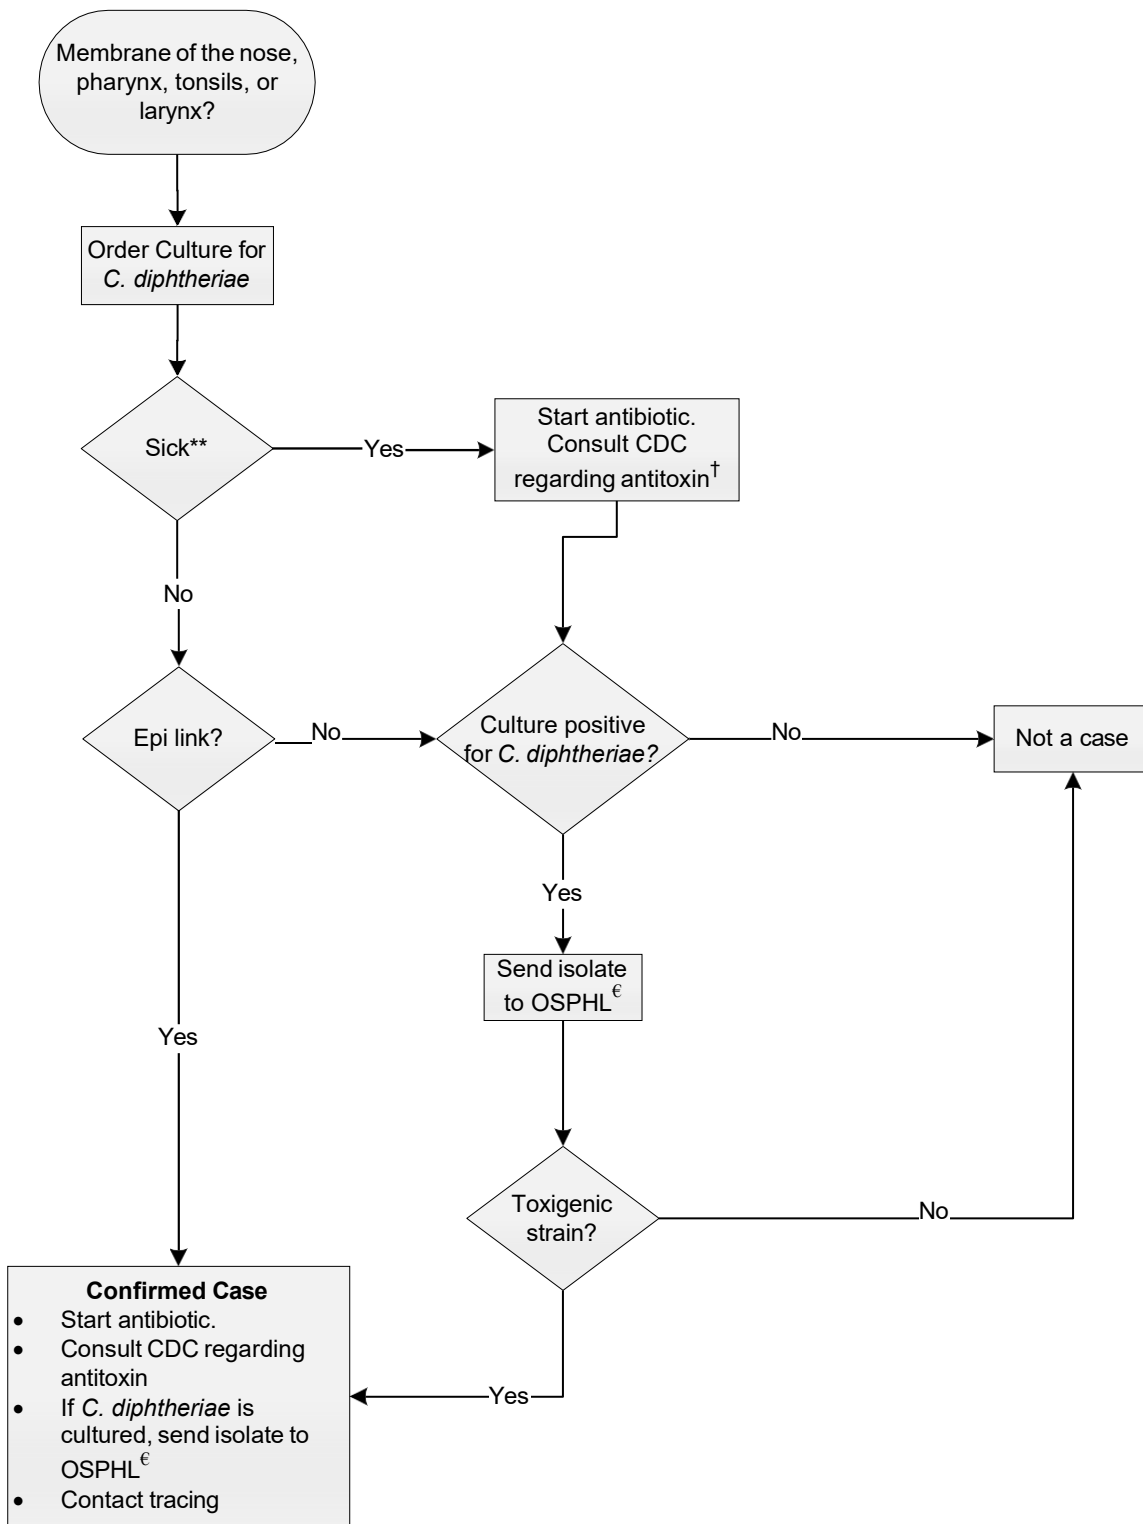 Membrane of the nose,
pharynx, tonsils, or
larynx?
Order Culture for
C. diphtheriae
Sick**
Yes
Start antibiotic.
Consult CDC
regarding antitoxin†
No
Epi link?
No
Culture positive
for C. diphtheriae?
No
Not a case
Yes
Send isolate
to OSPHL€
Yes
Toxigenic
strain?
No
Confirmed Case
• Start antibiotic.
• Consult CDC regarding
antitoxin
• If C. diphtheriae is
cultured, send isolate to
OSPHL€
• Contact tracing
Yes